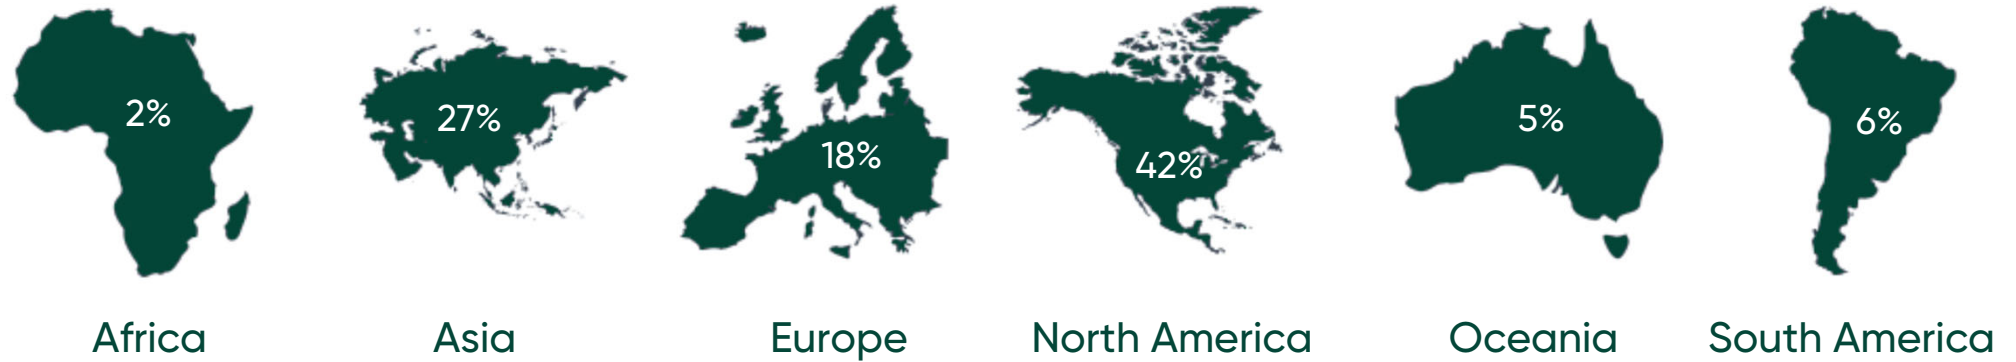 2%
27%
18%
42%
5%
6%
Africa
Asia
Europe
North America
Oceania
South America